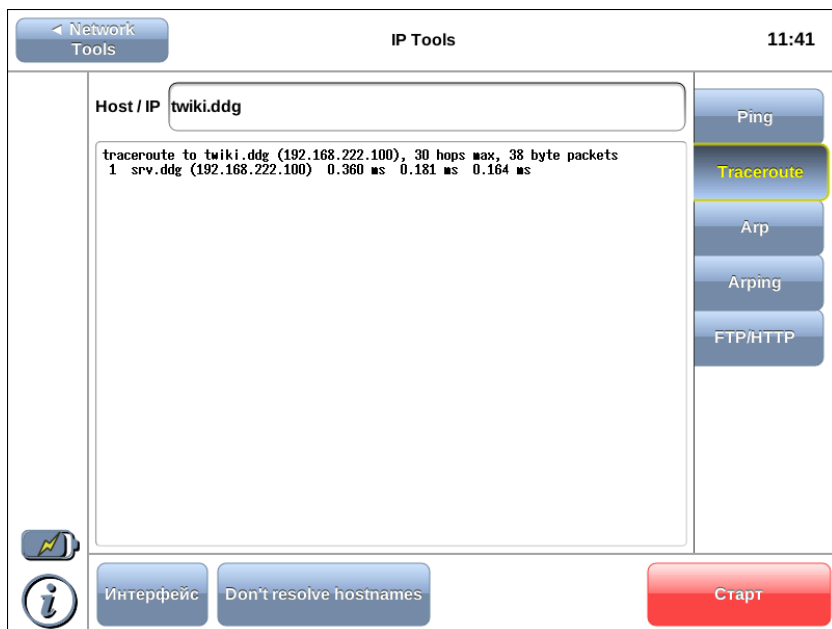 ◄ Network
Tools
IP Tools
11:41
Host / IP
twiki.ddg
Ping
traceroute to twiki.ddg (192.168.222.100), 30 hops max, 38 byte packets
1 srv.ddg (192.168.222.100) 0.360 ms 0.181 ms 0.164 ms
Traceroute
Arp
Arping
FTP/HTTP
i
Интерфейс
Don't resolve hostnames
Старт